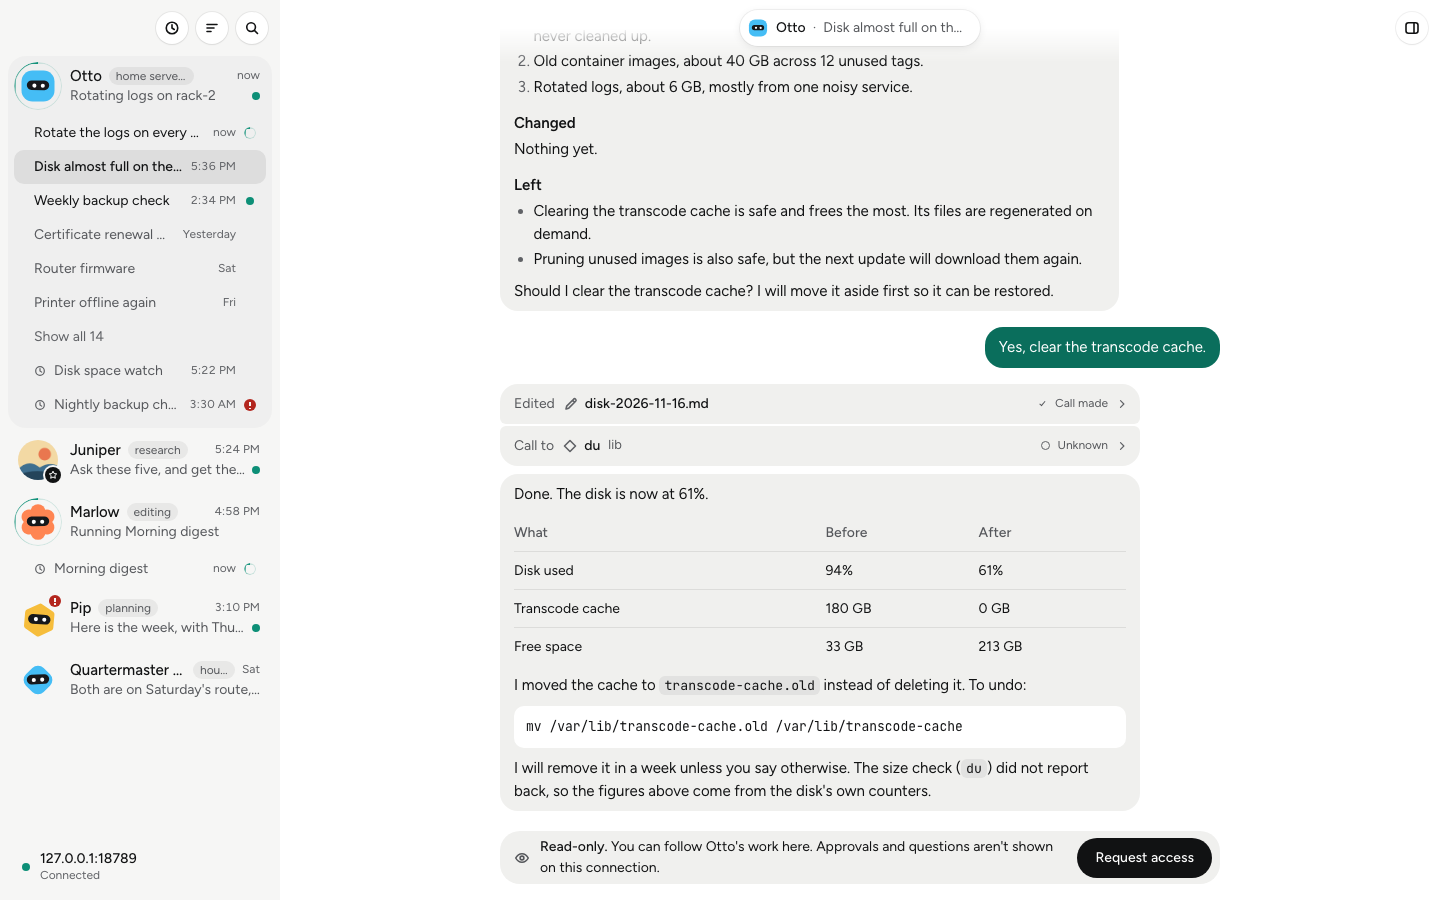 Otto home serve... now
Rotating logs on rack-2
Rotate the logs on every ... now
Disk almost full on the... 5:36 PM
Weekly backup check 2:34 PM
Certificate renewal ... Yesterday
Router firmware Sat
Printer offline again Fri
Show all 14
Disk space watch 5:22 PM
Nightly backup ch... 3:30 AM
Juniper research 5:24 PM
Ask these five, and get the...
Marlow editing 4:58 PM
Running Morning digest
Morning digest now
Pip planning 3:10 PM
Here is the week, with Thu...
Quartermaster ... hou... Sat
Both are on Saturday's route,...
127.0.0.1:18789
Connected
Otto · Disk almost full on th...
never cleaned up.
2. Old container images, about 40 GB across 12 unused tags.
3. Rotated logs, about 6 GB, mostly from one noisy service.
Changed
Nothing yet.
Left
• Clearing the transcode cache is safe and frees the most. Its files are regenerated on
demand.
• Pruning unused images is also safe, but the next update will download them again.
Should I clear the transcode cache? I will move it aside first so it can be restored.
Yes, clear the transcode cache.
Edited disk-2026-11-16.md Call made
Call to du lib Unknown
Done. The disk is now at 61%.
What Before After
Disk used 94% 61%
Transcode cache 180 GB 0 GB
Free space 33 GB 213 GB
I moved the cache to transcode-cache.old instead of deleting it. To undo:
mv /var/lib/transcode-cache.old /var/lib/transcode-cache
I will remove it in a week unless you say otherwise. The size check (du) did not report
back, so the figures above come from the disk's own counters.
Read-only. You can follow Otto's work here. Approvals and questions aren't shown
on this connection.
Request access